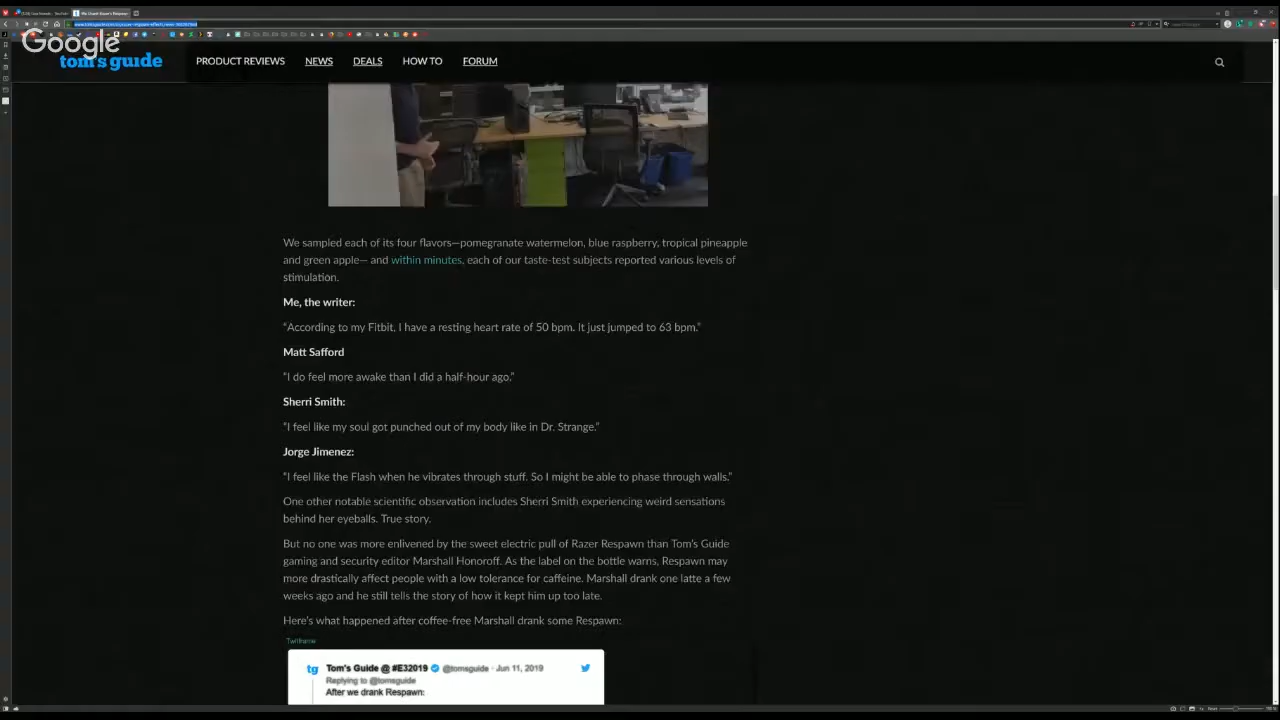 Google
tom's guide
PRODUCT REVIEWS NEWS DEALS HOW TO FORUM
We sampled each of its four flavors—pomegranate watermelon, blue raspberry, tropical pineapple
and green apple— and within minutes, each of our taste-test subjects reported various levels of
stimulation.
Me, the writer:
“According to my Fitbit, I have a resting heart rate of 50 bpm. It just jumped to 63 bpm.”
Matt Safford
“I do feel more awake than I did a half-hour ago.”
Sherri Smith:
“I feel like my soul got punched out of my body like in Dr. Strange.”
Jorge Jimenez:
“I feel like the Flash when he vibrates through stuff. So I might be able to phase through walls.”
One other notable scientific observation includes Sherri Smith experiencing weird sensations
behind her eyeballs. True story.
But no one was more enlivened by the sweet electric pull of Razer Respawn than Tom’s Guide
gaming and security editor Marshall Honoroff. As the label on the bottle warns, Respawn may
more drastically affect people with a low tolerance for caffeine. Marshall drank one latte a few
weeks ago and he still tells the story of how it kept him up too late.
Here’s what happened after coffee-free Marshall drank some Respawn:
Twitframe
tg Tom's Guide @ #E32019 @tomsguide · Jun 11, 2019
Replying to @tomsguide
After we drank Respawn: